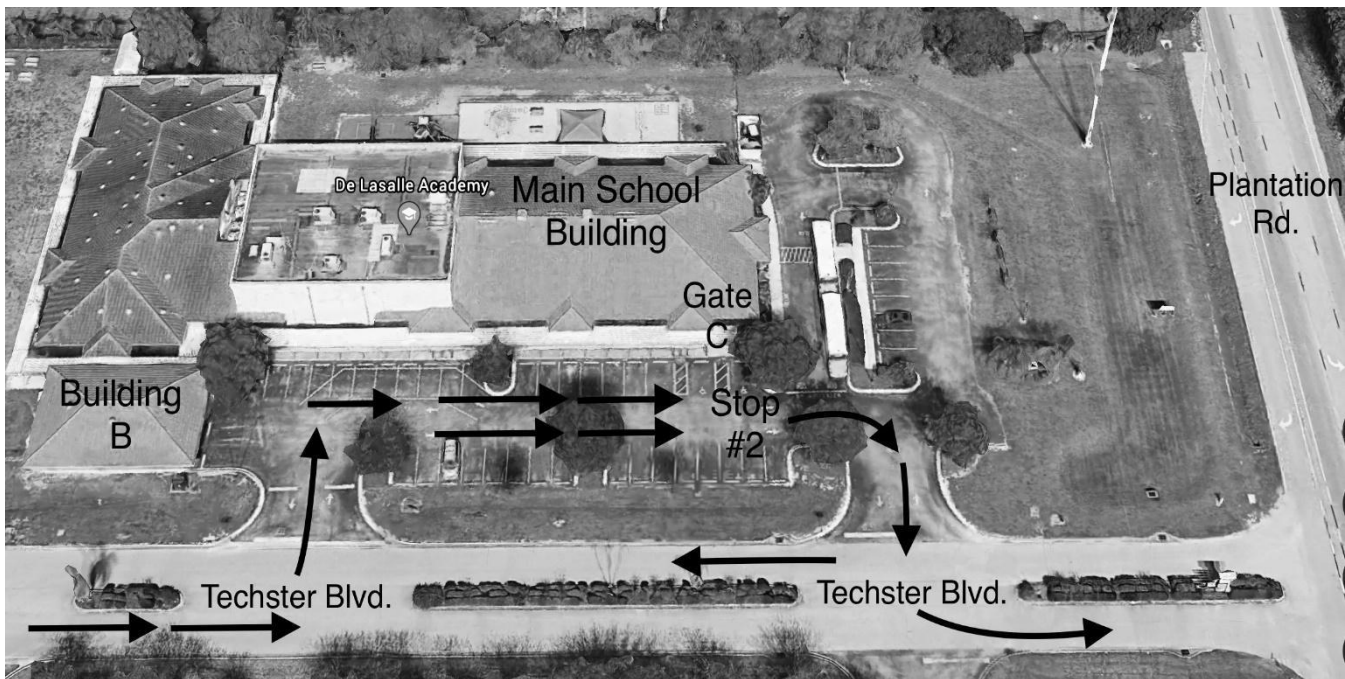 De Lasalle Academy
Main School
Building
Plantation
Rd.
Gate
C
Building
B
Stop
#2
Techster Blvd.
Techster Blvd.